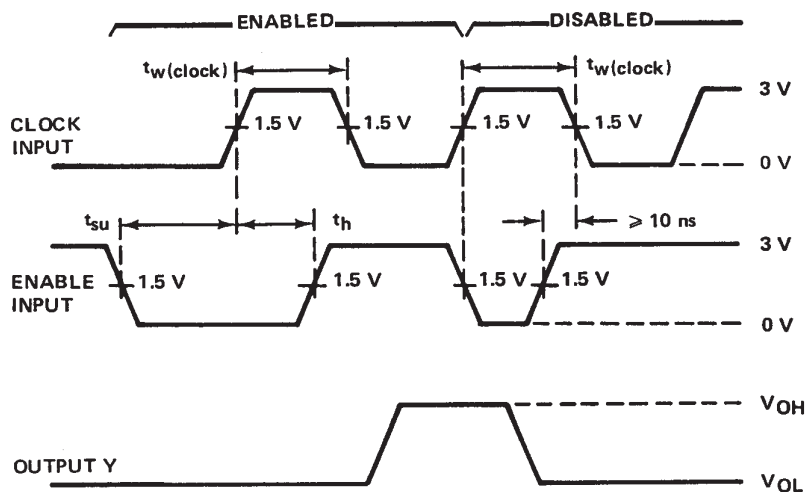 ENABLED DISABLED
tw(clock) tw(clock)
3 V
CLOCK INPUT
1.5 V 1.5 V 1.5 V 1.5 V
0 V
tsu th ≥ 10 ns
3 V
ENABLE INPUT
1.5 V 1.5 V 1.5 V 1.5 V
0 V
VOH
OUTPUT Y
VOL